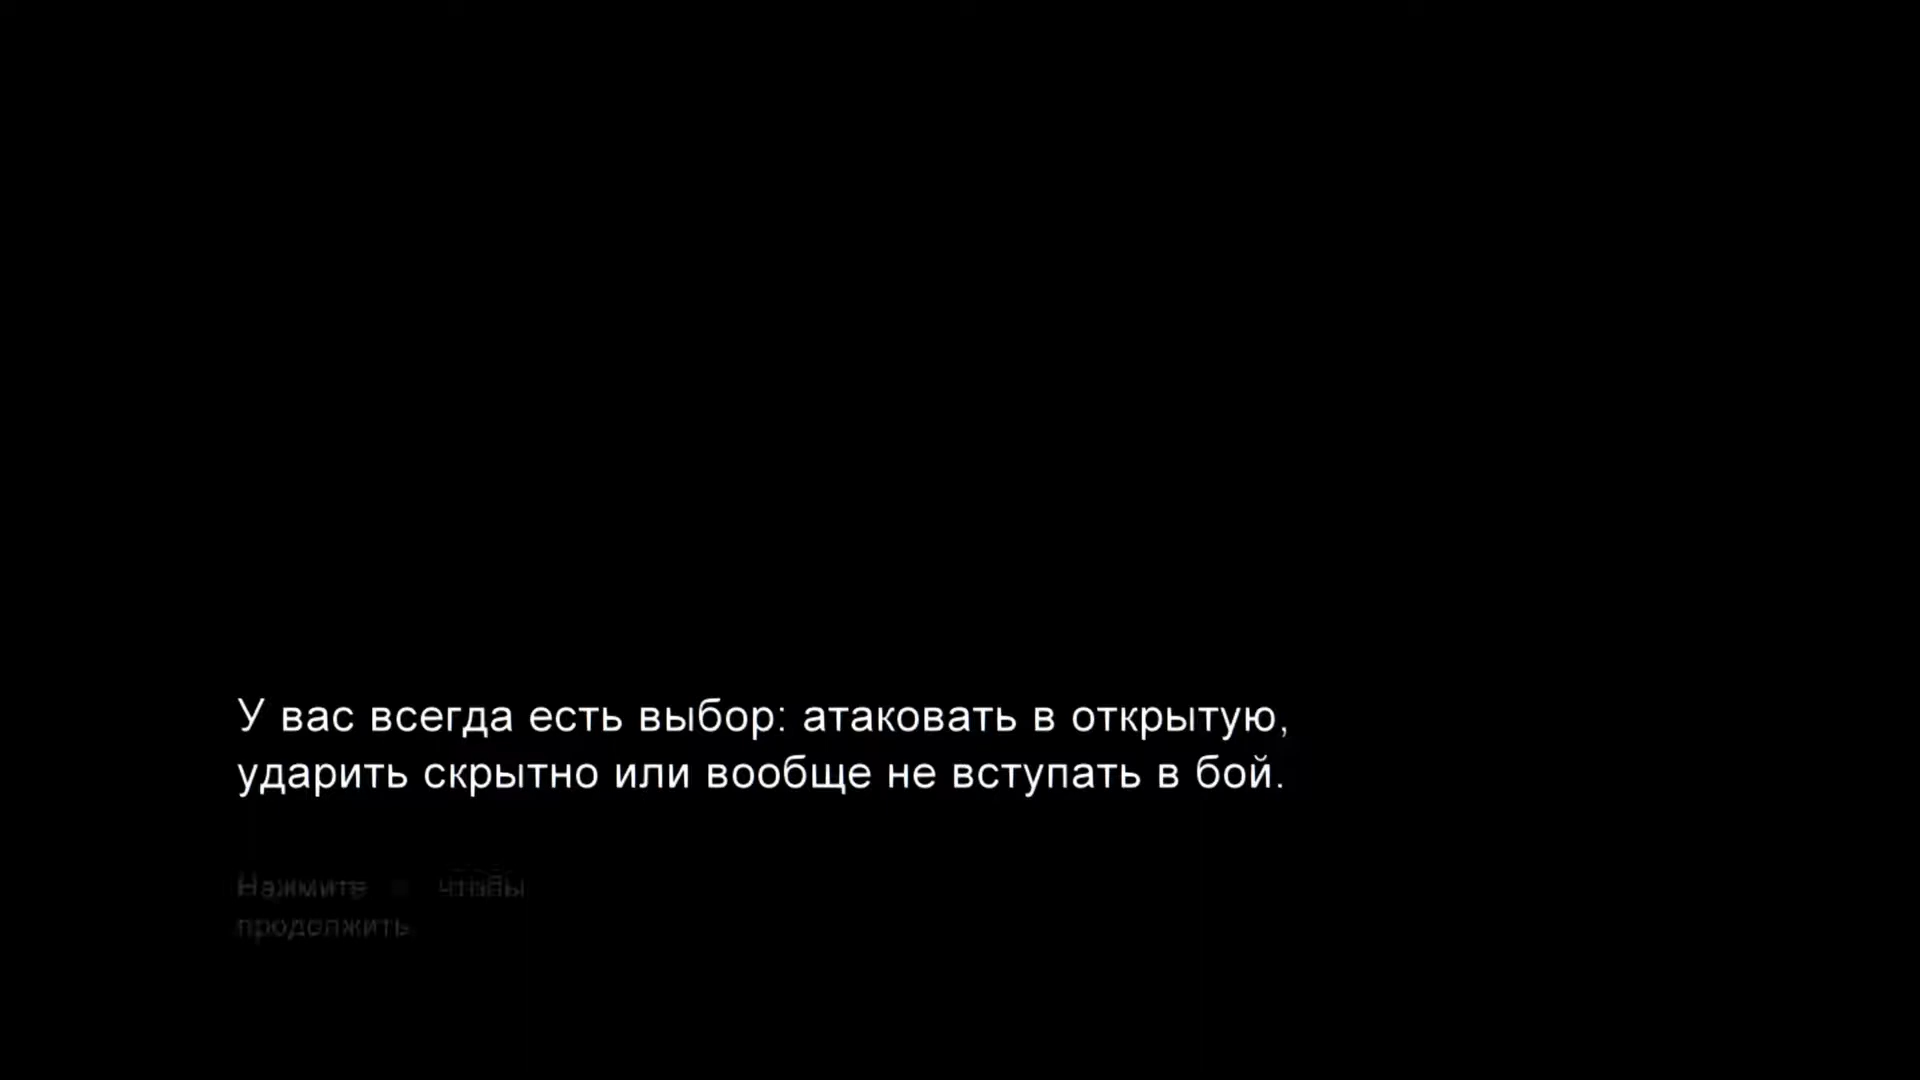 У вас всегда есть выбор: атаковать в открытую,
ударить скрытно или вообще не вступать в бой.
Нажмите чтобы
продолжить